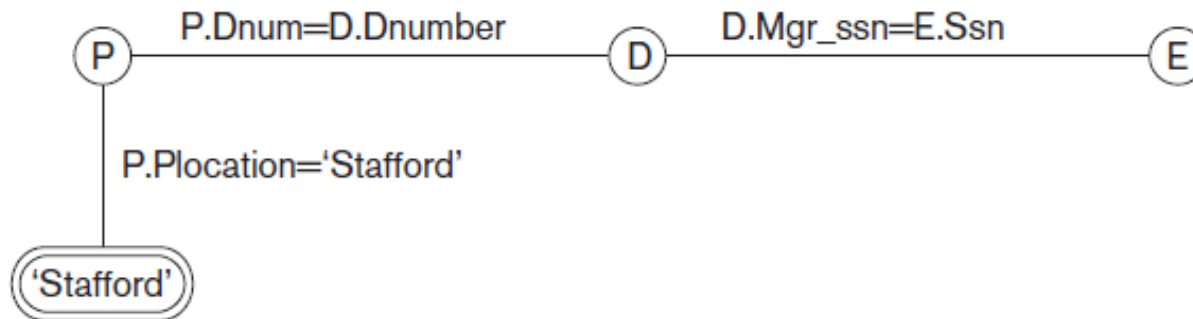 P.Dnum=D.Dnumber
D.Mgr_ssn=E.Ssn
P
D
E
P.Plocation=‘Stafford’
‘Stafford’